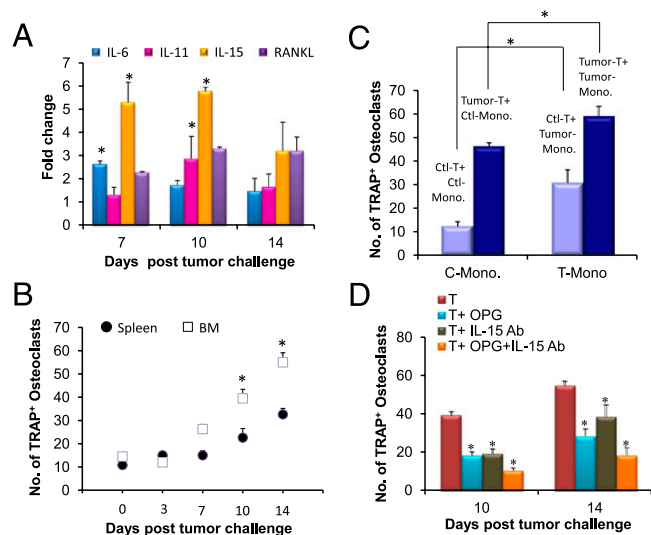 A
IL-6 IL-11 IL-15 RANKL
Fold change
7
6
5
4
3
2
1
0
* * * *
7 10 14
Days post tumor challenge
B
Spleen BM
No. of TRAP+ Osteoclasts
70
60
50
40
30
20
10
0
* *
0 3 7 10 14
Days post tumor challenge
C
*
*
No. of TRAP+ Osteoclasts
70
60
50
40
30
20
10
0
Ctl-T+
Ctl-
Mono.
Tumor-T+
Ctl-Mono.
Ctl-T+
Tumor-
Mono.
Tumor-T+
Tumor-
Mono.
C-Mono. T-Mono
D
T
T+ OPG
T+ IL-15 Ab
T+ OPG+IL-15 Ab
No. of TRAP+ Osteoclasts
60
40
20
0
* * * * * *
10 14
Days post tumor challenge